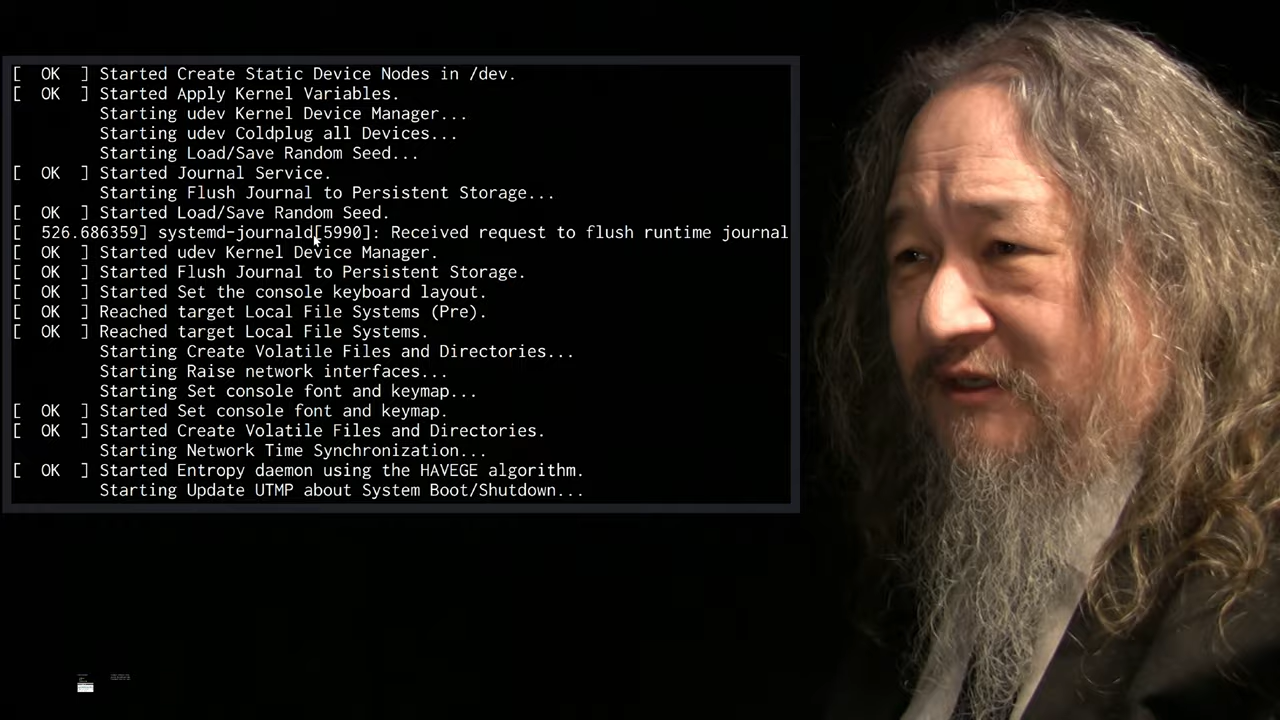 [  OK  ] Started Create Static Device Nodes in /dev.
[  OK  ] Started Apply Kernel Variables.
Starting udev Kernel Device Manager...
Starting udev Coldplug all Devices...
Starting Load/Save Random Seed...
[  OK  ] Started Journal Service.
Starting Flush Journal to Persistent Storage...
[  OK  ] Started Load/Save Random Seed.
[  526.686359] systemd-journald[5990]: Received request to flush runtime journal
[  OK  ] Started udev Kernel Device Manager.
[  OK  ] Started Flush Journal to Persistent Storage.
[  OK  ] Started Set the console keyboard layout.
[  OK  ] Reached target Local File Systems (Pre).
[  OK  ] Reached target Local File Systems.
Starting Create Volatile Files and Directories...
Starting Raise network interfaces...
Starting Set console font and keymap...
[  OK  ] Started Set console font and keymap.
[  OK  ] Started Create Volatile Files and Directories.
Starting Network Time Synchronization...
[  OK  ] Started Entropy daemon using the HAVEGE algorithm.
Starting Update UTMP about System Boot/Shutdown...